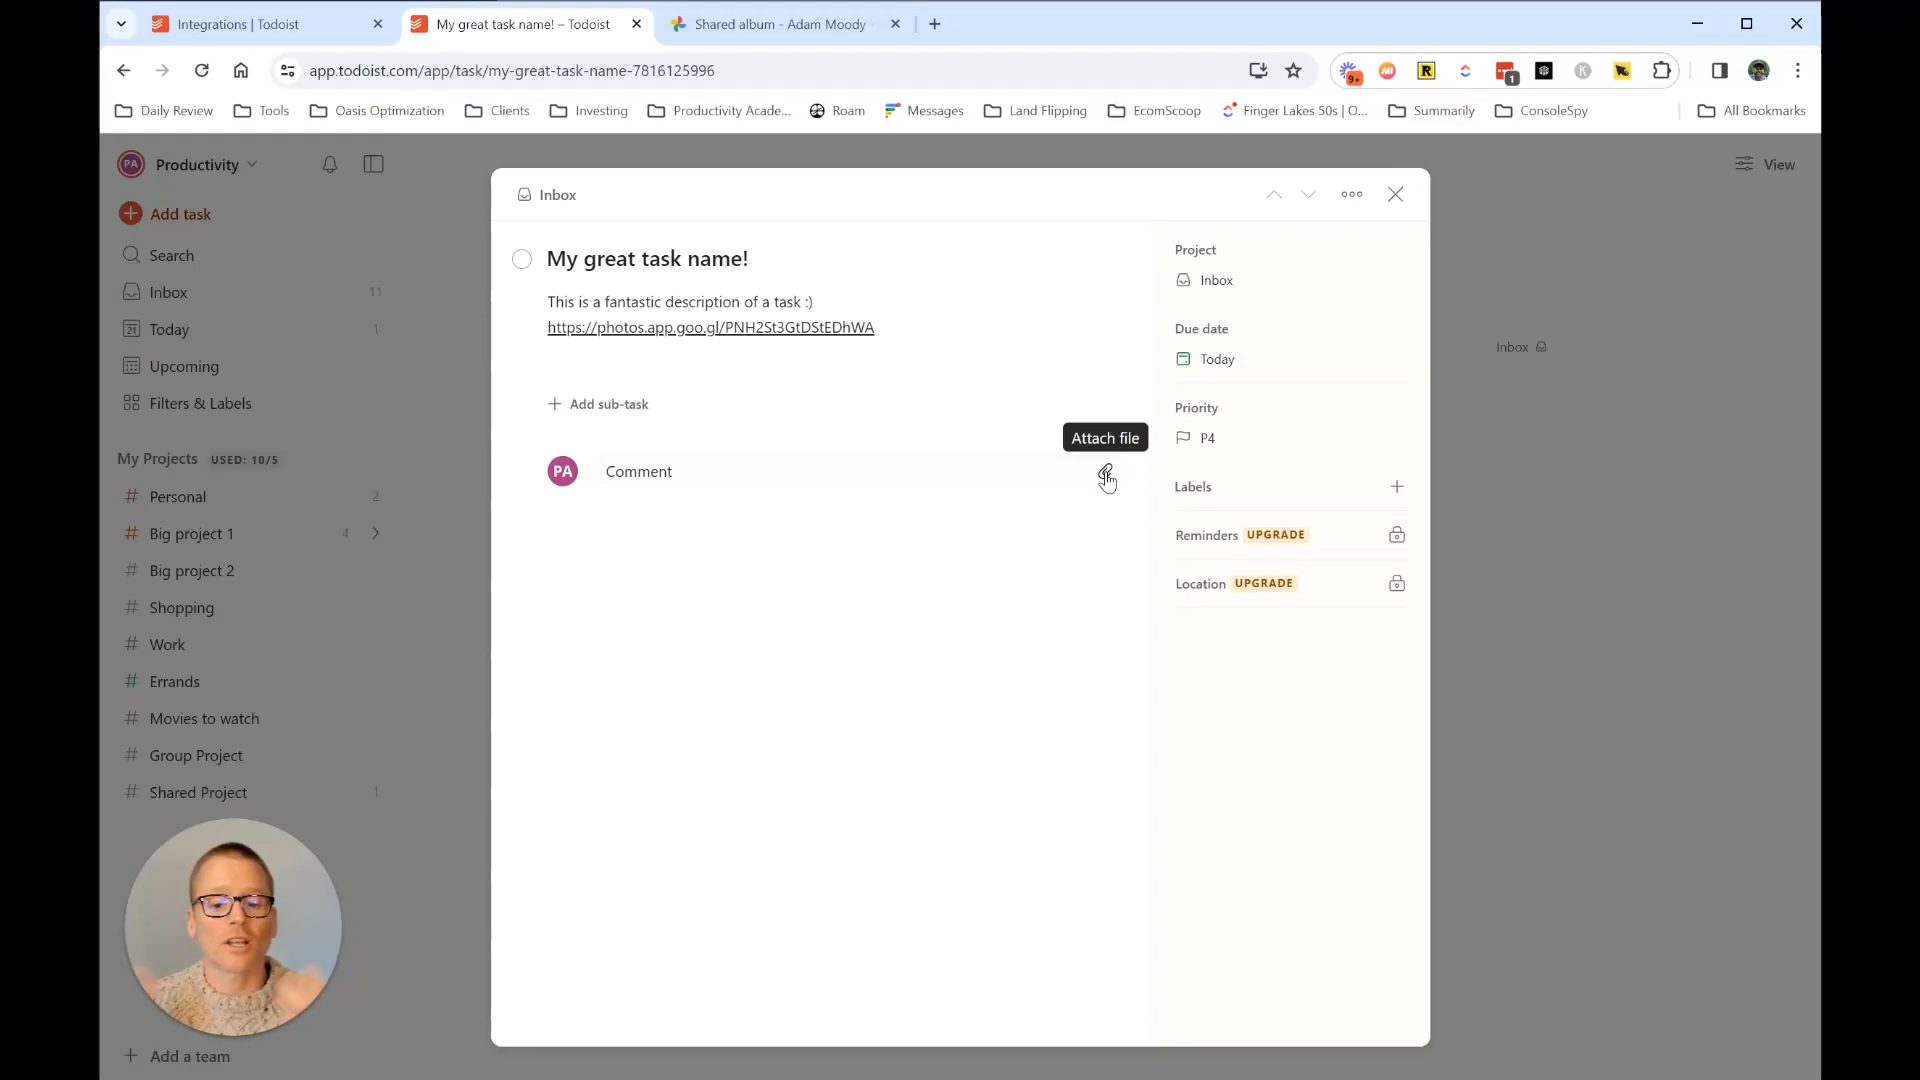 Integrations | Todoist
My great task name! – Todoist
Shared album - Adam Moody
app.todoist.com/app/task/my-great-task-name-7816125996
9+
R
1
K
Daily Review
Tools
Oasis Optimization
Clients
Investing
Productivity Acade...
Roam
Messages
Land Flipping
EcomScoop
Finger Lakes 50s | O...
Summarily
ConsoleSpy
All Bookmarks
PA
Productivity
View
Add task
Search
Inbox 11
21
Today 1
Upcoming
Filters & Labels
My Projects USED: 10/5
# Personal 2
# Big project 1 4
# Big project 2
# Shopping
# Work
# Errands
# Movies to watch
# Group Project
# Shared Project 1
Add a team
Inbox
My great task name!
This is a fantastic description of a task :)
https://photos.app.goo.gl/PNH2St3GtDStEDhWA
Add sub-task
Attach file
PA
Comment
Project
Inbox
Due date
Today
Priority
P4
Labels
Reminders UPGRADE
Location UPGRADE
Inbox